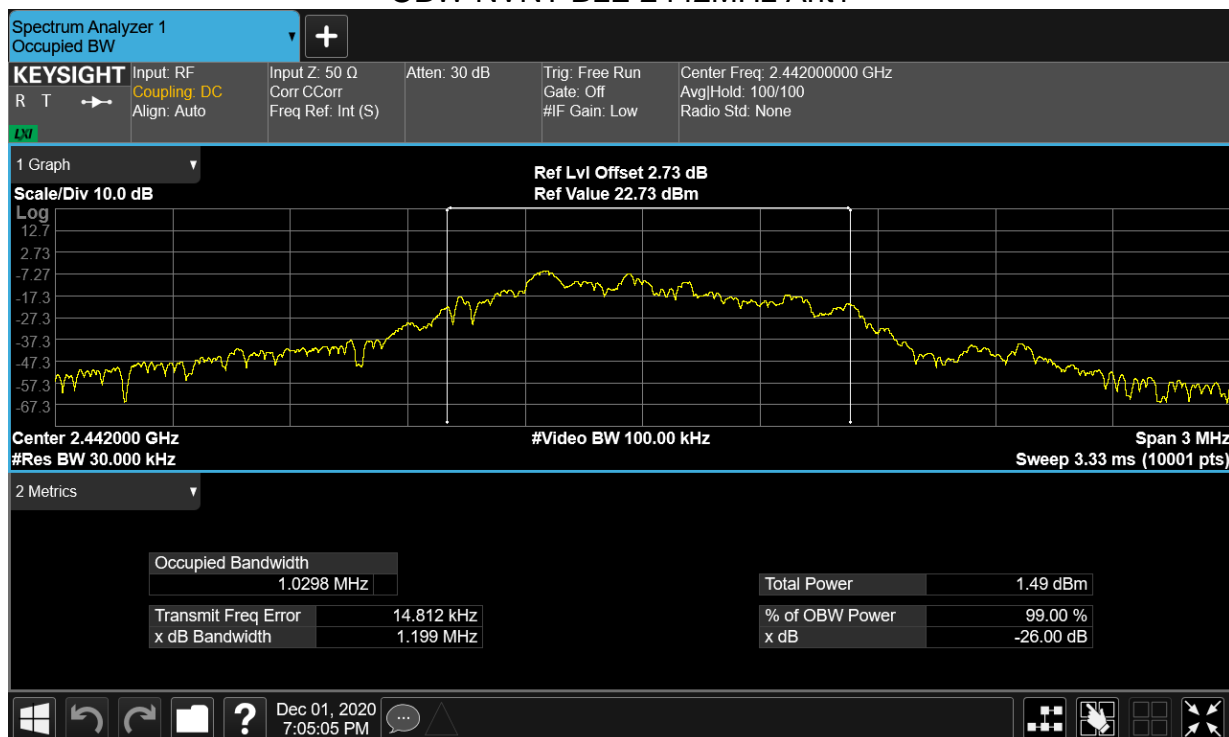 Spectrum Analyzer 1
Occupied BW
+
KEYSIGHT
R T
LXI
Input: RF
Coupling: DC
Align: Auto
Input Z: 50 Ω
Corr CCorr
Freq Ref: Int (S)
Atten: 30 dB
Trig: Free Run
Gate: Off
#IF Gain: Low
Center Freq: 2.442000000 GHz
Avg|Hold: 100/100
Radio Std: None
1 Graph
Ref Lvl Offset 2.73 dB
Scale/Div 10.0 dB
Ref Value 22.73 dBm
Log
12.7
2.73
-7.27
-17.3
-27.3
-37.3
-47.3
-57.3
-67.3
Center 2.442000 GHz
#Video BW 100.00 kHz
Span 3 MHz
#Res BW 30.000 kHz
Sweep 3.33 ms (10001 pts)
2 Metrics
Occupied Bandwidth
1.0298 MHz
Total Power 1.49 dBm
Transmit Freq Error 14.812 kHz
% of OBW Power 99.00 %
x dB Bandwidth 1.199 MHz
x dB -26.00 dB
?
Dec 01, 2020
7:05:05 PM